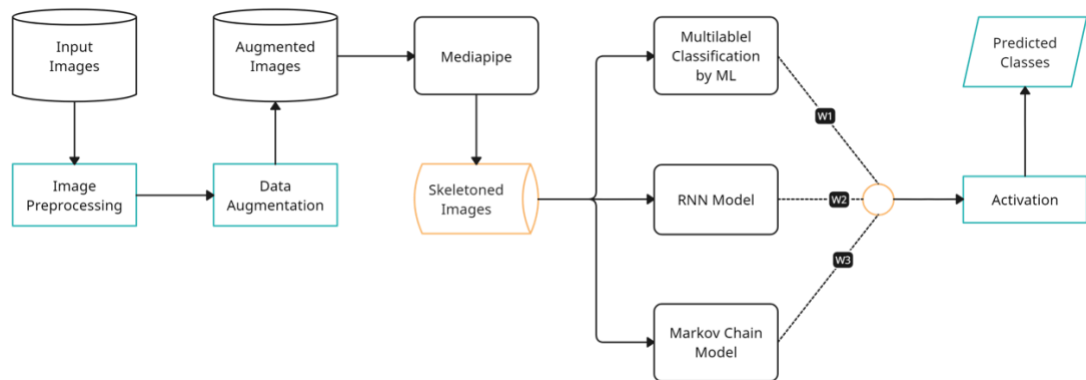 Input
Images
Augmented
Images
Mediapipe
Multilablel
Classification
by ML
Predicted
Classes
W1
Image
Preprocessing
Data
Augmentation
Skeletoned
Images
RNN Model
W2
Activation
W3
Markov Chain
Model